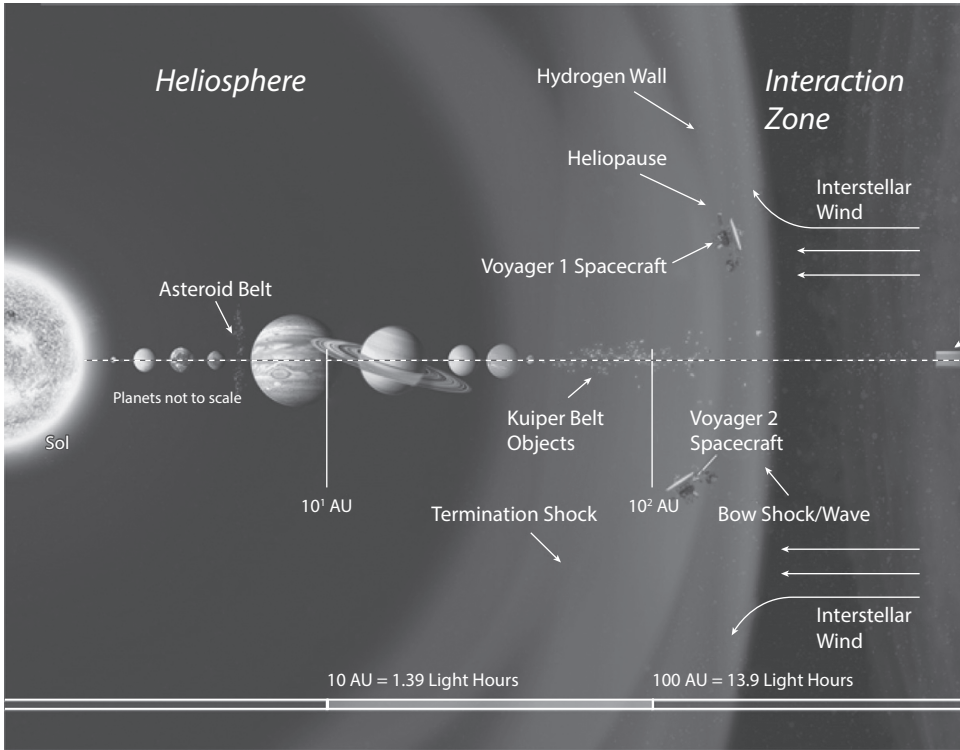 Heliosphere
Hydrogen Wall
Interaction
Zone
Heliopause
Interstellar
Wind
Voyager 1 Spacecraft
Asteroid Belt
Planets not to scale
Sol
Kuiper Belt
Objects
Voyager 2
Spacecraft
10¹ AU
10² AU
Termination Shock
Bow Shock/Wave
Interstellar
Wind
10 AU = 1.39 Light Hours
100 AU = 13.9 Light Hours